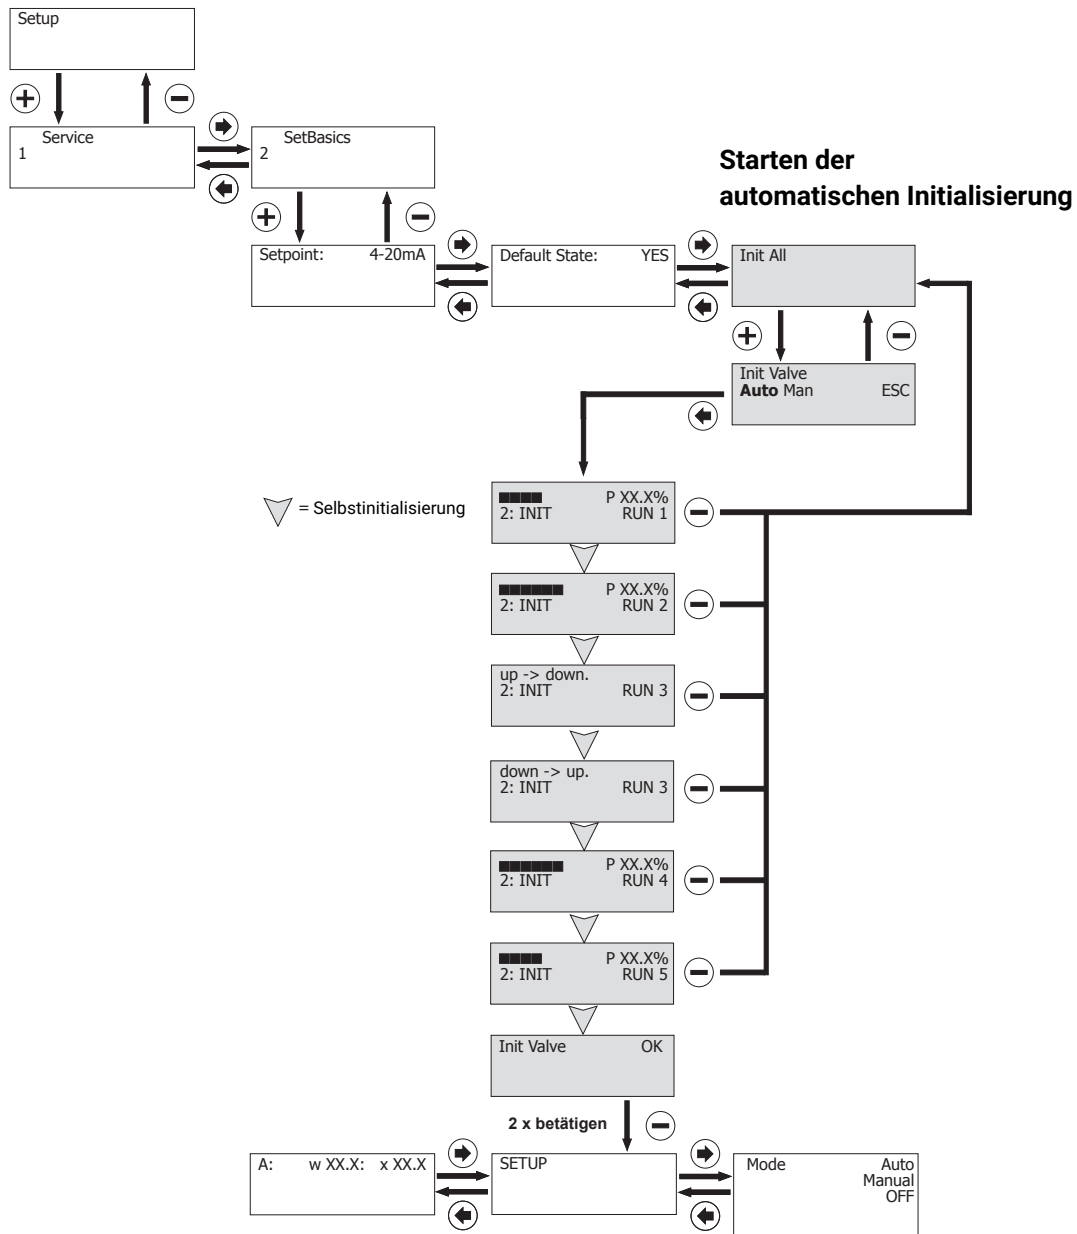 Setup
Service
1
SetBasics
2
Starten der
automatischen Initialisierung
Setpoint: 4-20mA
Default State: YES
Init All
Init Valve
Auto Man ESC
= Selbstinitialisierung
P XX.X%
2: INIT RUN 1
P XX.X%
2: INIT RUN 2
up -> down.
2: INIT RUN 3
down -> up.
2: INIT RUN 3
P XX.X%
2: INIT RUN 4
P XX.X%
2: INIT RUN 5
Init Valve OK
2 x betätigen
A: w XX.X: x XX.X
SETUP
Mode Auto
Manual
OFF